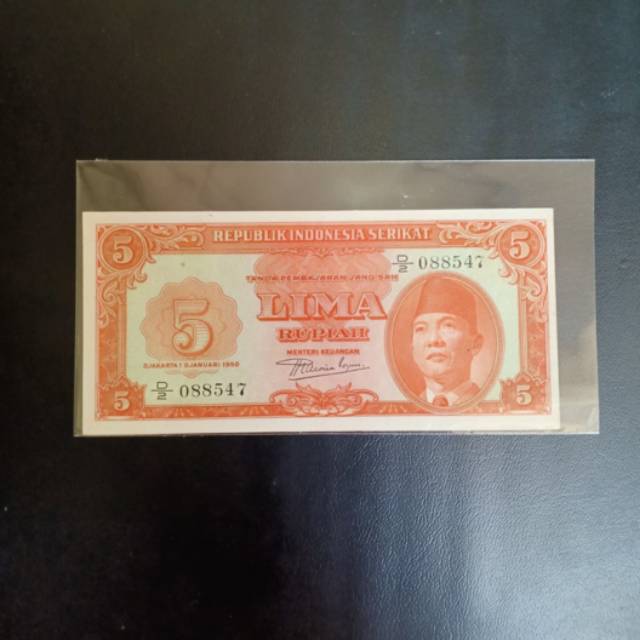 REPUBLIK INDONESIA SERIKAT
5
5
D/2 088547
TANDA PEMBAJARAN JANG SAH
LIMA
RUPIAH
5
MENTERI KEUANGAN
DJAKARTA 1 DJANUARI 1950
D/2 088547
5
5